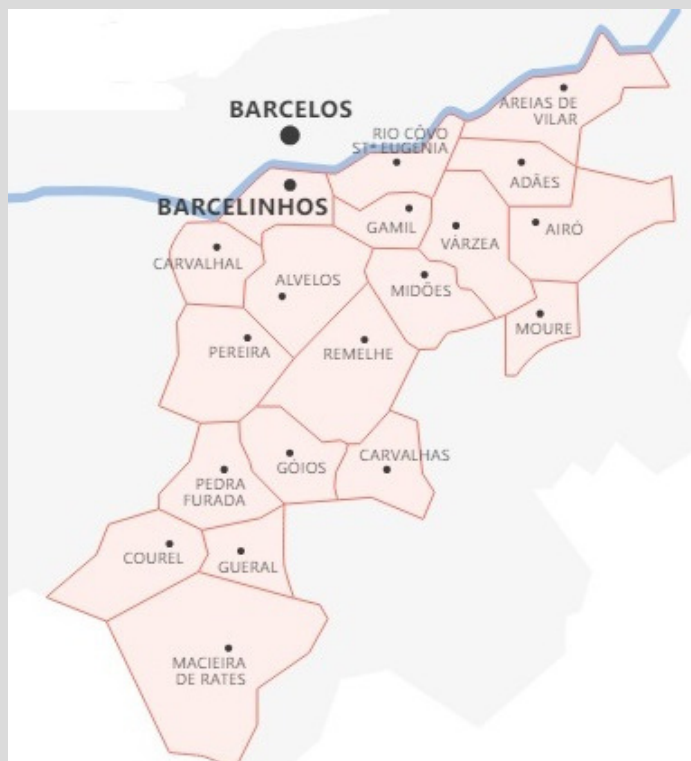 BARCELOS
AREIAS DE
VILAR
RIO CÔVO
STª EUGÉNIA
ADÃES
BARCELINHOS
GAMIL
VÁRZEA
AIRÓ
CARVALHAL
ALVELOS
MIDÕES
MOURE
PEREIRA
REMELHE
GÓIOS
CARVALHAS
PEDRA
FURADA
COUREL
GUERAL
MACIEIRA
DE RATES